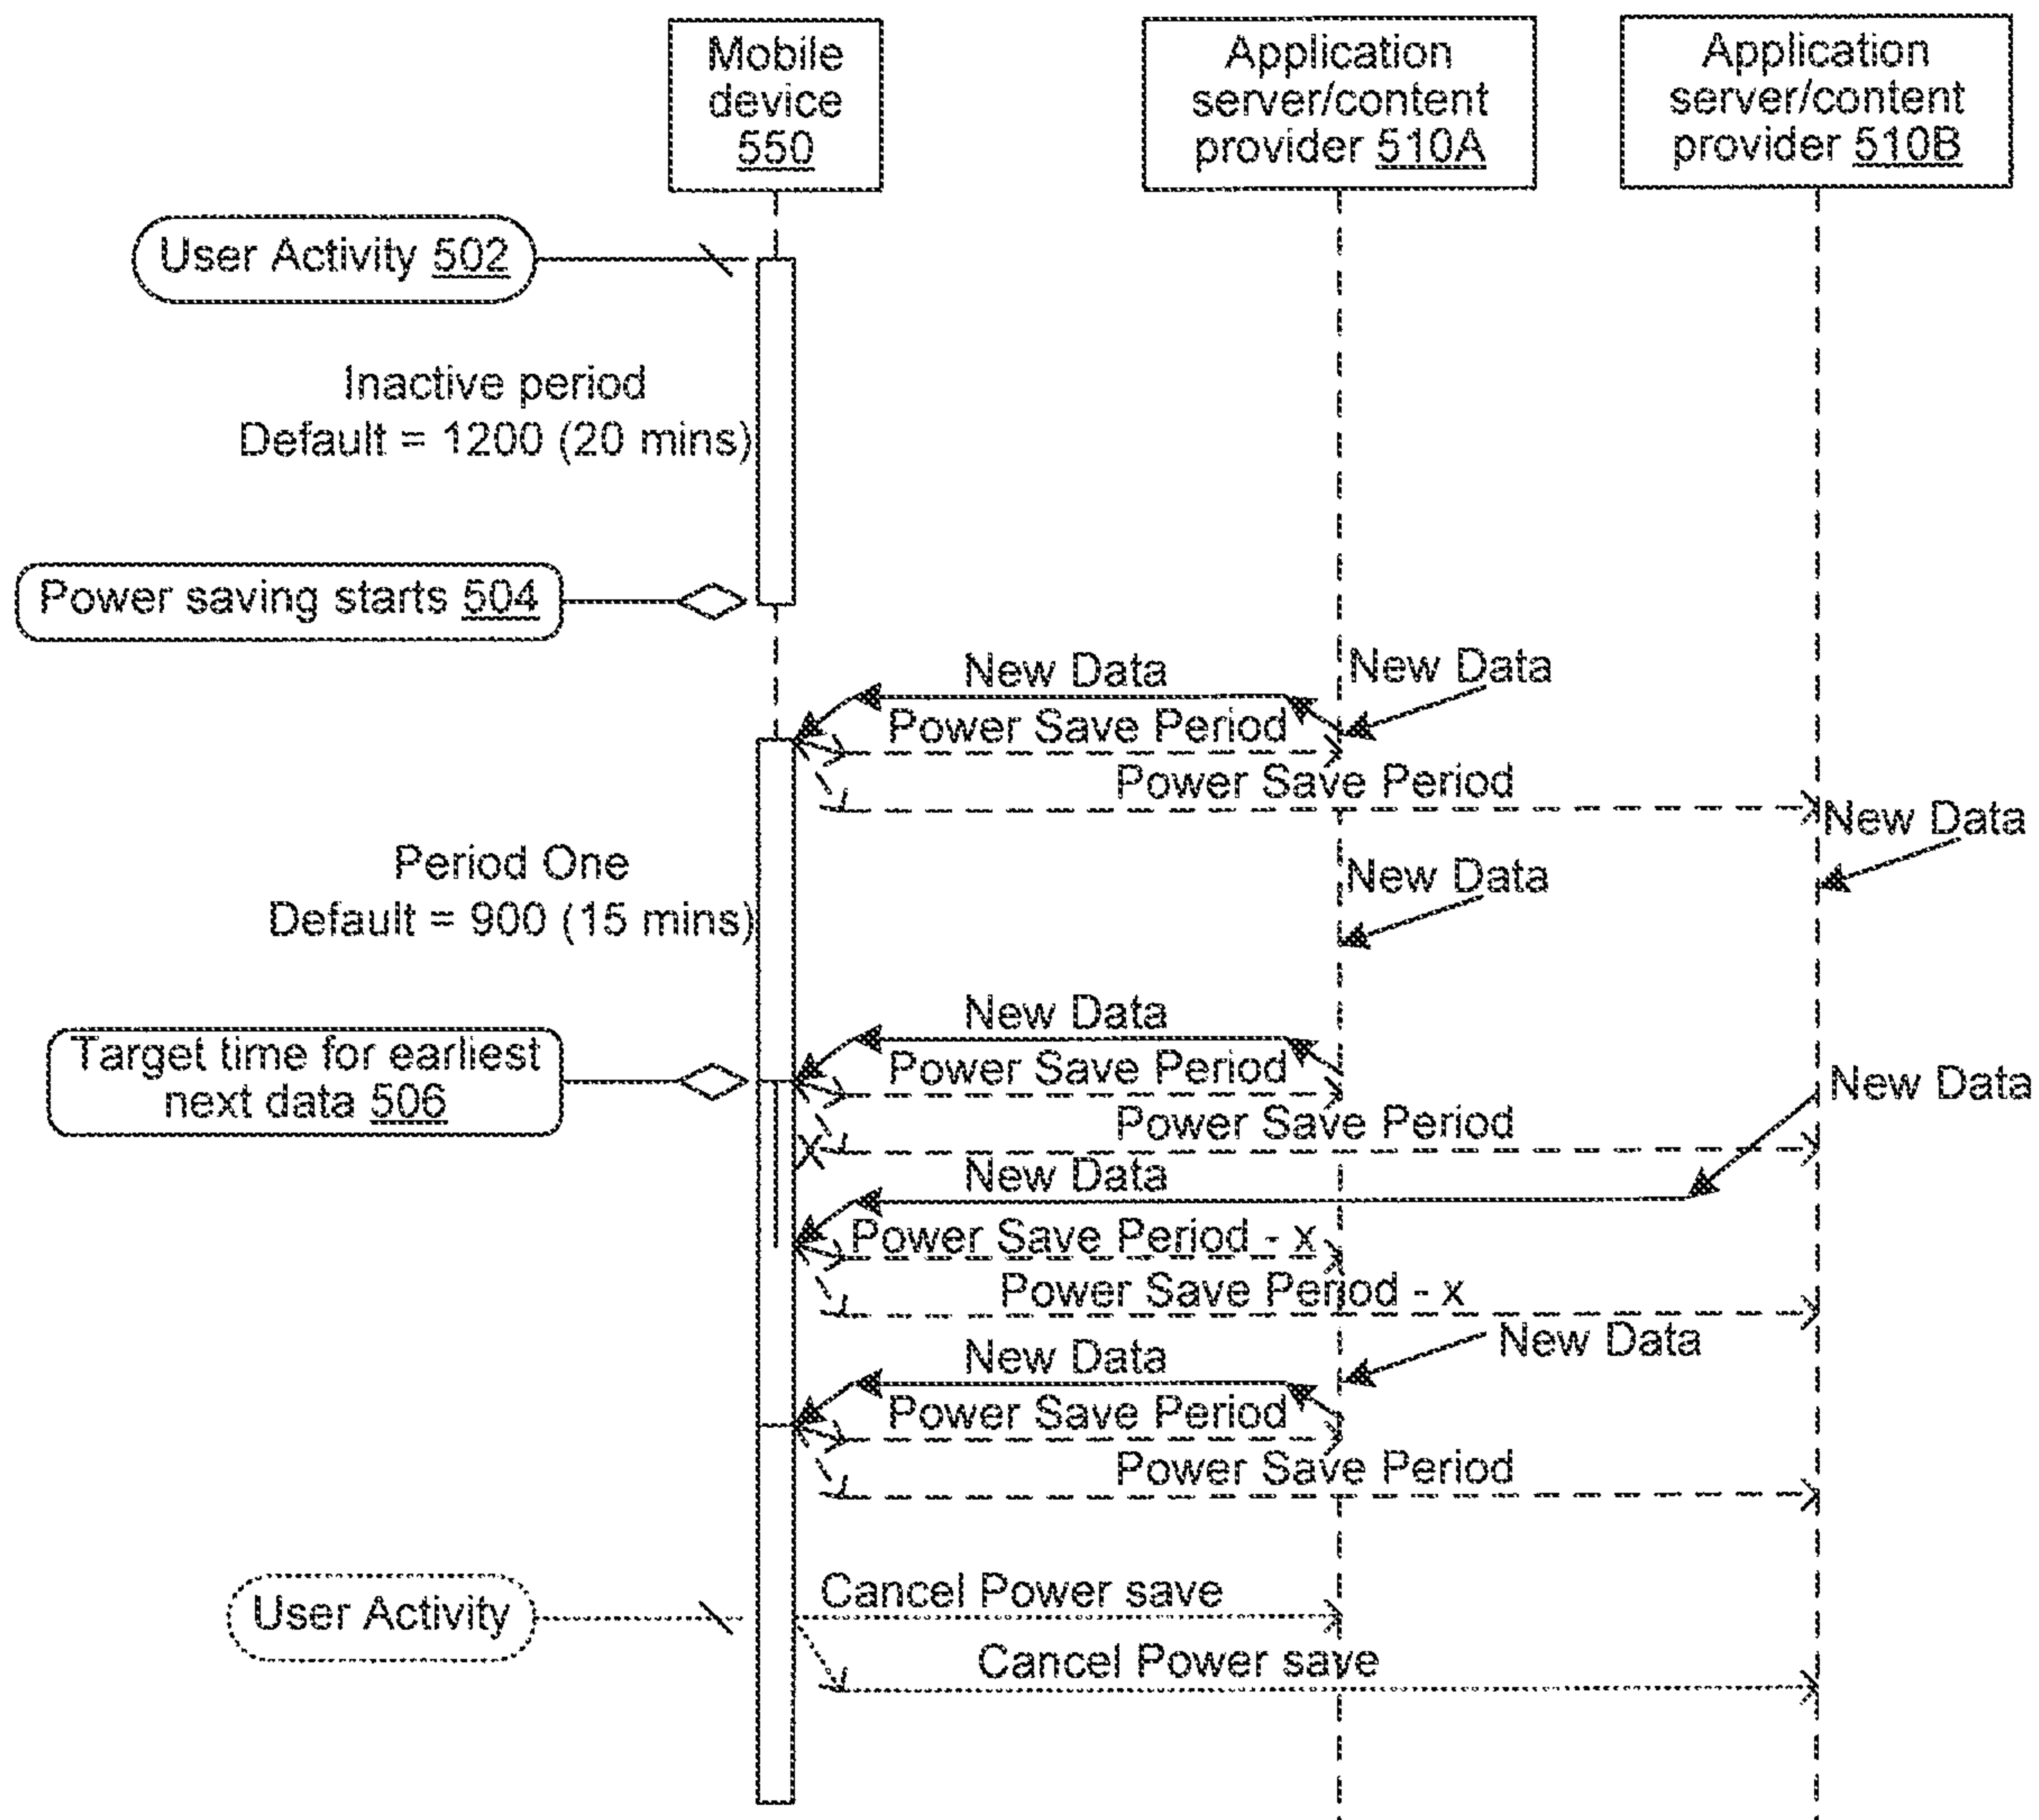 Mobile
device
550
Application
server/content
provider 510A
Application
server/content
provider 510B
User Activity 502
Inactive period
Default = 1200 (20 mins)
Power saving starts 504
New Data
New Data
Power Save Period
Power Save Period
New Data
Period One
Default = 900 (15 mins)
New Data
New Data
Target time for earliest
next data 506
Power Save Period
New Data
Power Save Period
X
New Data
Power Save Period - x
Power Save Period - x
New Data
New Data
Power Save Period
Power Save Period
User Activity
Cancel Power save
Cancel Power save